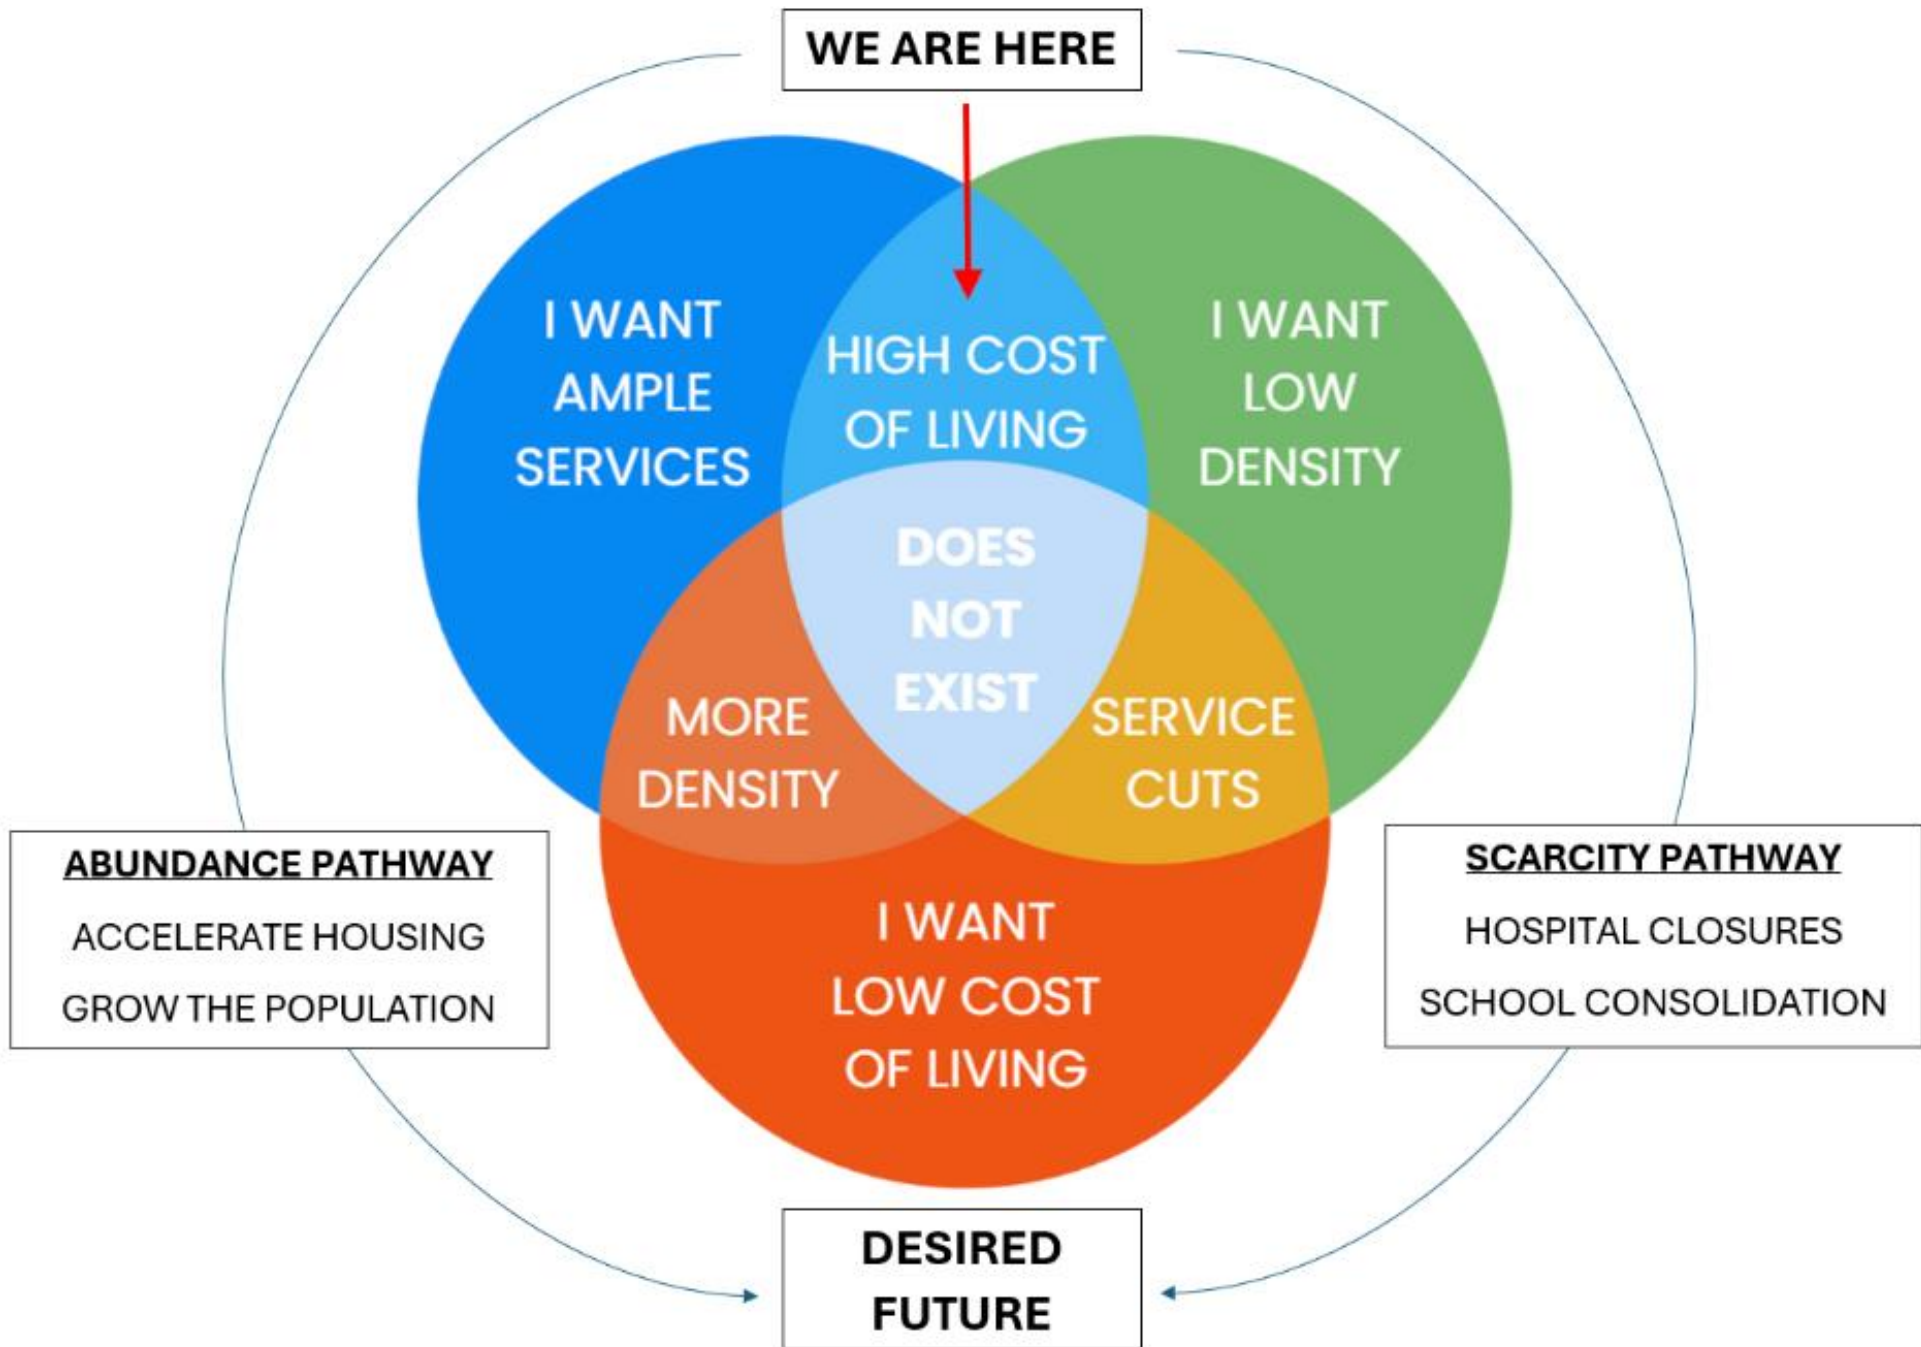 WE ARE HERE
I WANT
AMPLE
SERVICES
HIGH COST
OF LIVING
I WANT
LOW
DENSITY
DOES
NOT
EXIST
MORE
DENSITY
SERVICE
CUTS
I WANT
LOW COST
OF LIVING
ABUNDANCE PATHWAY
ACCELERATE HOUSING
GROW THE POPULATION
SCARCITY PATHWAY
HOSPITAL CLOSURES
SCHOOL CONSOLIDATION
DESIRED
FUTURE